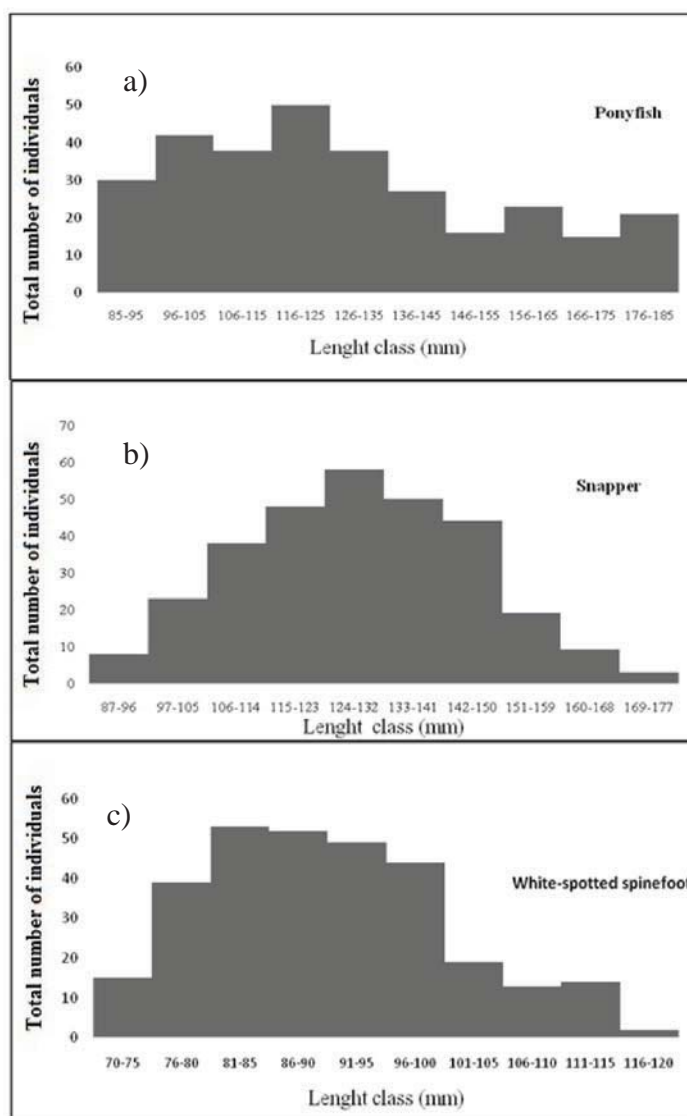 a)
Ponyfish
Total number of individuals
60
50
40
30
20
10
0
85-95 96-105 106-115 116-125 126-135 136-145 146-155 156-165 166-175 176-185
Lenght class (mm)
b)
Snapper
Total number of individuals
70
60
50
40
30
20
10
0
87-96 97-105 106-114 115-123 124-132 133-141 142-150 151-159 160-168 169-177
Lenght class (mm)
c)
White-spotted spinefoot
Total number of individuals
60
50
40
30
20
10
0
70-75 76-80 81-85 86-90 91-95 96-100 101-105 106-110 111-115 116-120